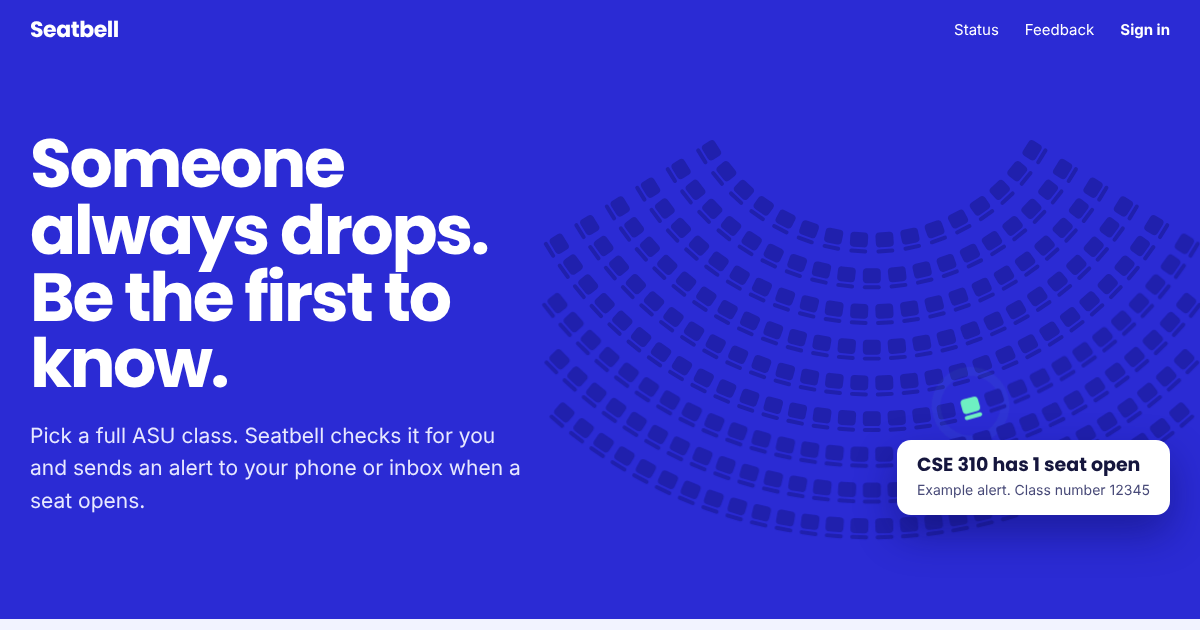 Seatbell
Status Feedback Sign in
Someone
always drops.
Be the first to
know.
Pick a full ASU class. Seatbell checks it for you
and sends an alert to your phone or inbox when a
seat opens.
CSE 310 has 1 seat open
Example alert. Class number 12345